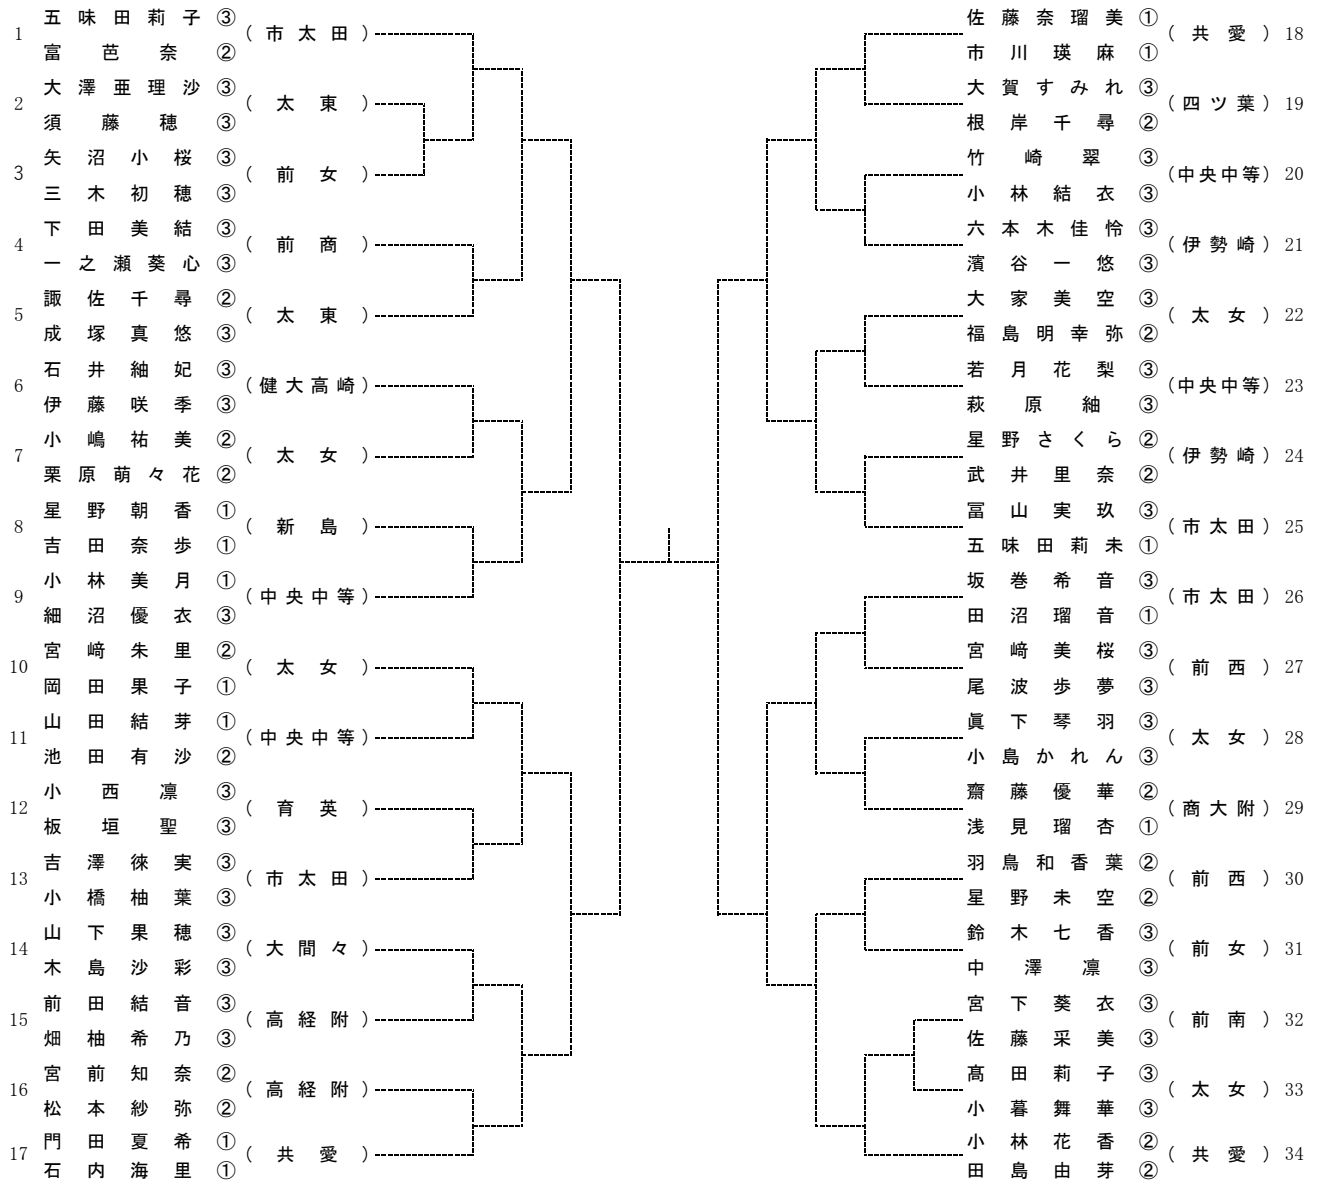 1 五味田莉子 ③ (市太田)
富芭奈 ②
2 大澤亜理沙 ③ (太東)
須藤穂 ③
3 矢沼小桜 ③ (前女)
三木初穂 ③
4 下田美結 ③ (前商)
一之瀬葵心 ③
5 諏佐千尋 ② (太東)
成塚真悠 ③
6 石井紬妃 ③ (健大高崎)
伊藤咲季 ③
7 小嶋祐美 ② (太女)
栗原萌々花 ②
8 星野朝香 ① (新島)
吉田奈歩 ①
9 小林美月 ① (中央中等)
細沼優衣 ③
10 宮﨑朱里 ② (太女)
岡田果子 ①
11 山田結芽 ① (中央中等)
池田有沙 ②
12 小西凛 ③ (育英)
板垣聖 ③
13 吉澤徠実 ③ (市太田)
小橋柚葉 ③
14 山下果穂 ③ (大間々)
木島沙彩 ③
15 前田結音 ③ (高経附)
畑柚希乃 ③
16 宮前知奈 ② (高経附)
松本紗弥 ②
17 門田夏希 ① (共愛)
石内海里 ①
佐藤奈瑠美 ① (共愛) 18
市川瑛麻 ①
大賀すみれ ③ (四ツ葉) 19
根岸千尋 ②
竹崎翠 ③ (中央中等) 20
小林結衣 ③
六本木佳怜 ③ (伊勢崎) 21
濱谷一悠 ③
大家美空 ③ (太女) 22
福島明幸弥 ②
若月花梨 ③ (中央中等) 23
萩原紬 ③
星野さくら ② (伊勢崎) 24
武井里奈 ②
冨山実玖 ③ (市太田) 25
五味田莉未 ①
坂巻希音 ③ (市太田) 26
田沼瑠音 ①
宮﨑美桜 ③ (前西) 27
尾波歩夢 ③
眞下琴羽 ③ (太女) 28
小島かれん ③
齋藤優華 ② (商大附) 29
浅見瑠杏 ①
羽鳥和香葉 ② (前西) 30
星野未空 ②
鈴木七香 ③ (前女) 31
中澤凛 ③
宮下葵衣 ③ (前南) 32
佐藤采美 ③
髙田莉子 ③ (太女) 33
小暮舞華 ③
小林花香 ② (共愛) 34
田島由芽 ②